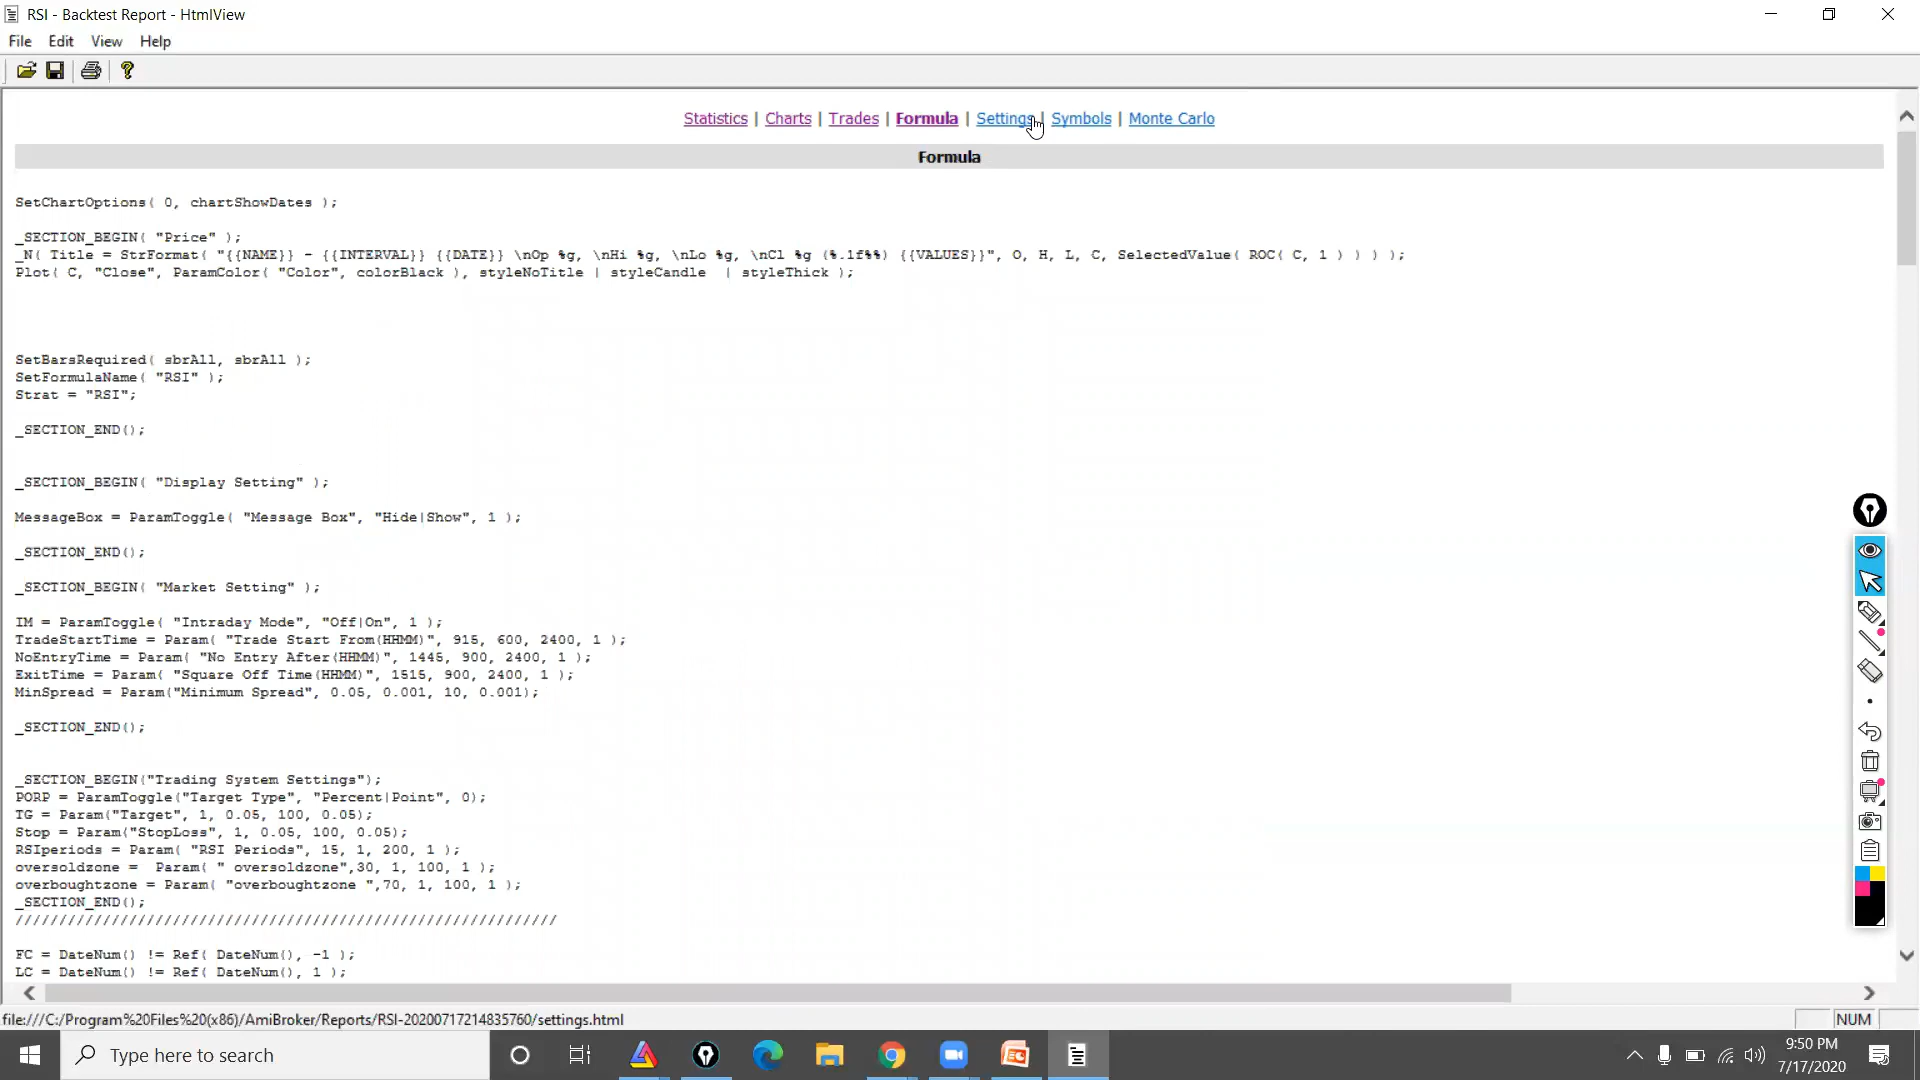 RSI - Backtest Report - HtmlView
File Edit View Help
Statistics | Charts | Trades | Formula | Settings | Symbols | Monte Carlo
Formula
SetChartOptions( 0, chartShowDates );
_SECTION_BEGIN( "Price" );
_N( Title = StrFormat( "{{NAME}} - {{INTERVAL}} {{DATE}} \nOp %g, \nHi %g, \nLo %g, \nCl %g (%.1f%%) {{VALUES}}", O, H, L, C, SelectedValue( ROC( C, 1 ) ) ) );
Plot( C, "Close", ParamColor( "Color", colorBlack ), styleNoTitle | styleCandle | styleThick );
SetBarsRequired( sbrAll, sbrAll );
SetFormulaName( "RSI" );
Strat = "RSI";
_SECTION_END();
_SECTION_BEGIN( "Display Setting" );
MessageBox = ParamToggle( "Message Box", "Hide|Show", 1 );
_SECTION_END();
_SECTION_BEGIN( "Market Setting" );
IM = ParamToggle( "Intraday Mode", "Off|On", 1 );
TradeStartTime = Param( "Trade Start From(HHMM)", 915, 600, 2400, 1 );
NoEntryTime = Param( "No Entry After(HHMM)", 1445, 900, 2400, 1 );
ExitTime = Param( "Square Off Time(HHMM)", 1515, 900, 2400, 1 );
MinSpread = Param("Minimum Spread", 0.05, 0.001, 10, 0.001);
_SECTION_END();
_SECTION_BEGIN("Trading System Settings");
PORP = ParamToggle("Target Type", "Percent|Point", 0);
TG = Param("Target", 1, 0.05, 100, 0.05);
Stop = Param("StopLoss", 1, 0.05, 100, 0.05);
RSIperiods = Param( "RSI Periods", 15, 1, 200, 1 );
oversoldzone =  Param( " oversoldzone",30, 1, 100, 1 );
overboughtzone = Param( "overboughtzone ",70, 1, 100, 1 );
_SECTION_END();
//////////////////////////////////////////////////////////////
FC = DateNum() != Ref( DateNum(), -1 );
LC = DateNum() != Ref( DateNum(), 1 );
file:///C:/Program%20Files%20(x86)/AmiBroker/Reports/RSI-20200717214835760/settings.html
NUM
Type here to search
9:50 PM
7/17/2020